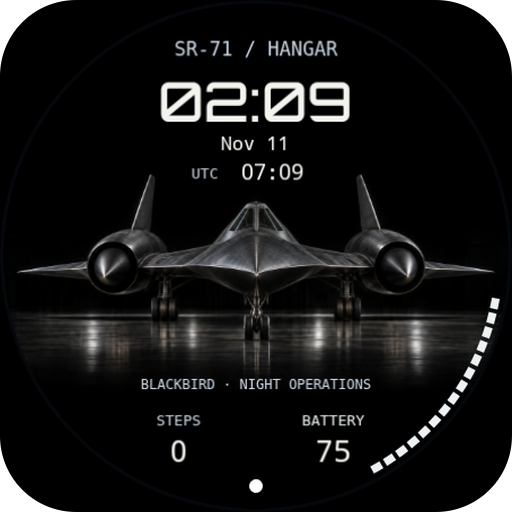 SR-71 / HANGAR
02:09
Nov 11
UTC 07:09
BLACKBIRD · NIGHT OPERATIONS
STEPS BATTERY
0 75